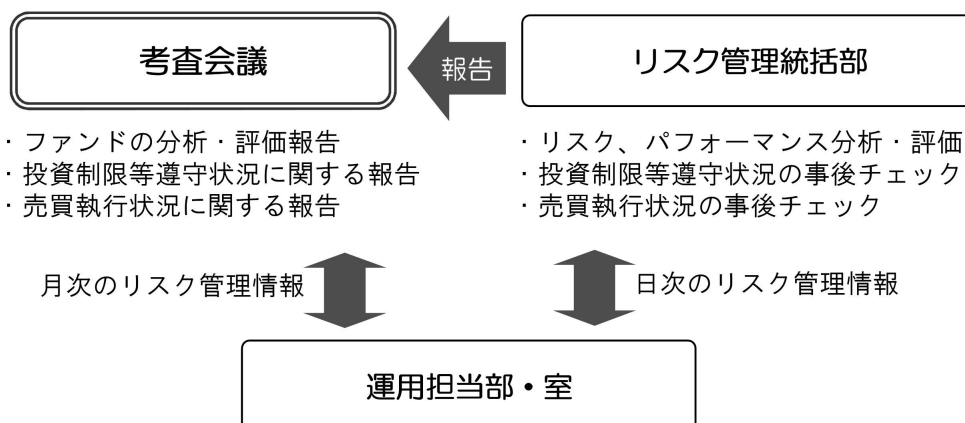 考査会議
報告
リスク管理統括部
・ファンドの分析・評価報告
・投資制限等遵守状況に関する報告
・売買執行状況に関する報告
・リスク、パフォーマンス分析・評価
・投資制限等遵守状況の事後チェック
・売買執行状況の事後チェック
月次のリスク管理情報
日次のリスク管理情報
運用担当部・室